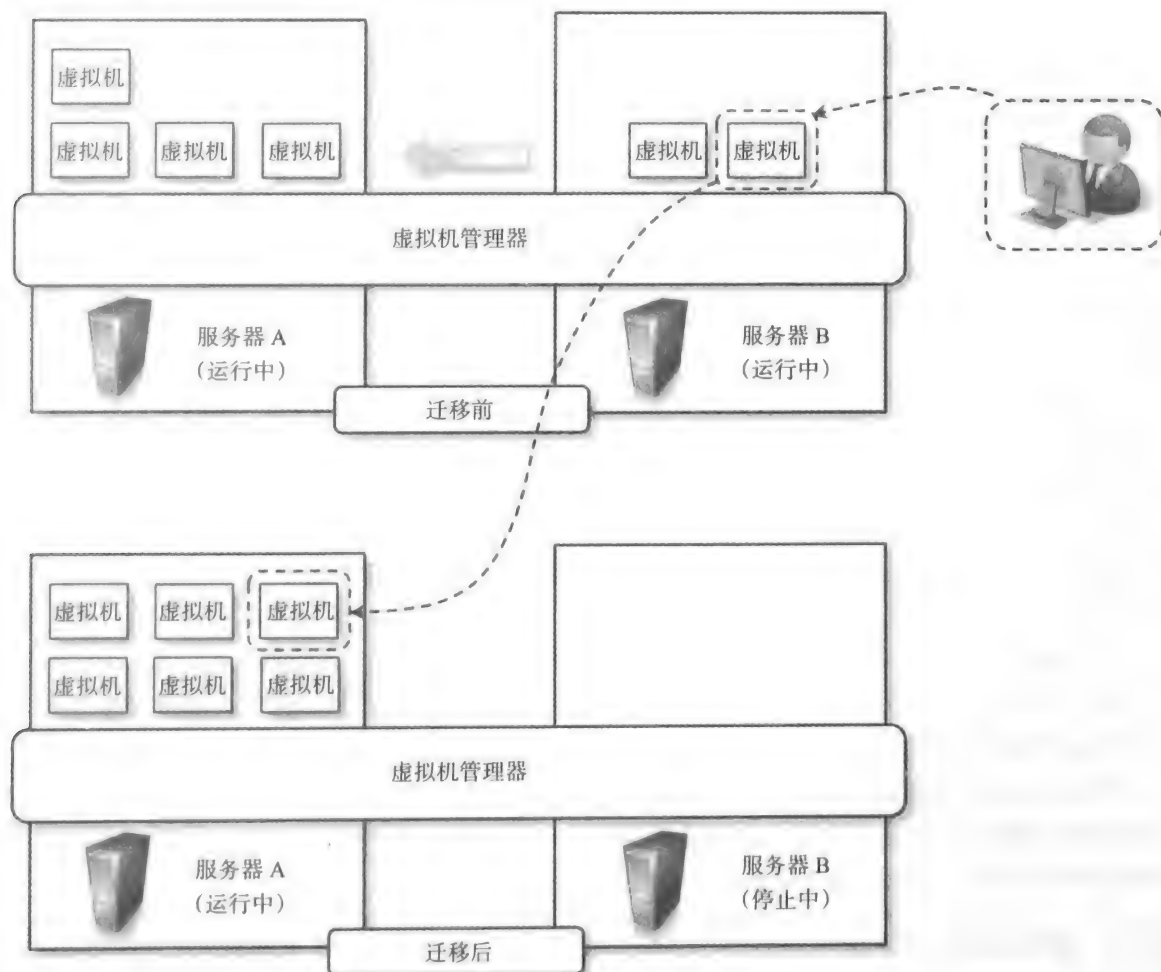 虚拟机
虚拟机 虚拟机 虚拟机 虚拟机 虚拟机
虚拟机管理器
服务器 A
(运行中)
服务器 B
(运行中)
迁移前
虚拟机 虚拟机 虚拟机
虚拟机 虚拟机 虚拟机
虚拟机管理器
服务器 A
(运行中)
服务器 B
(停止中)
迁移后